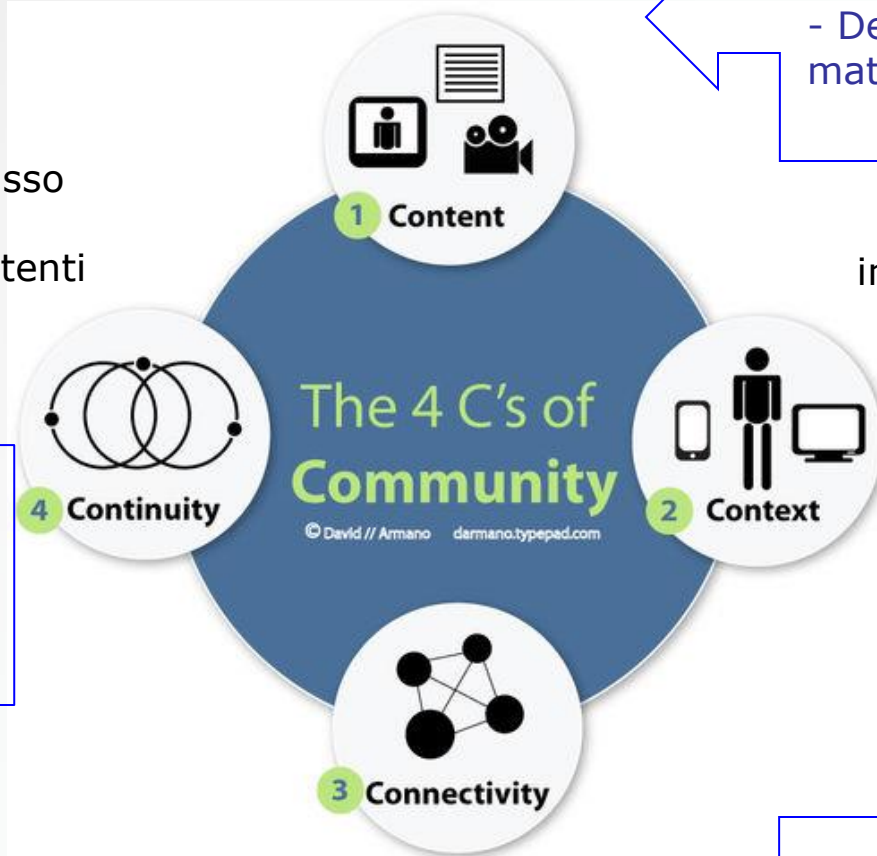 - De
mat
sso
tenti
in
1 Content
The 4 C's of
Community
© David // Armano darmano.typepad.com
4 Continuity
2 Context
3 Connectivity